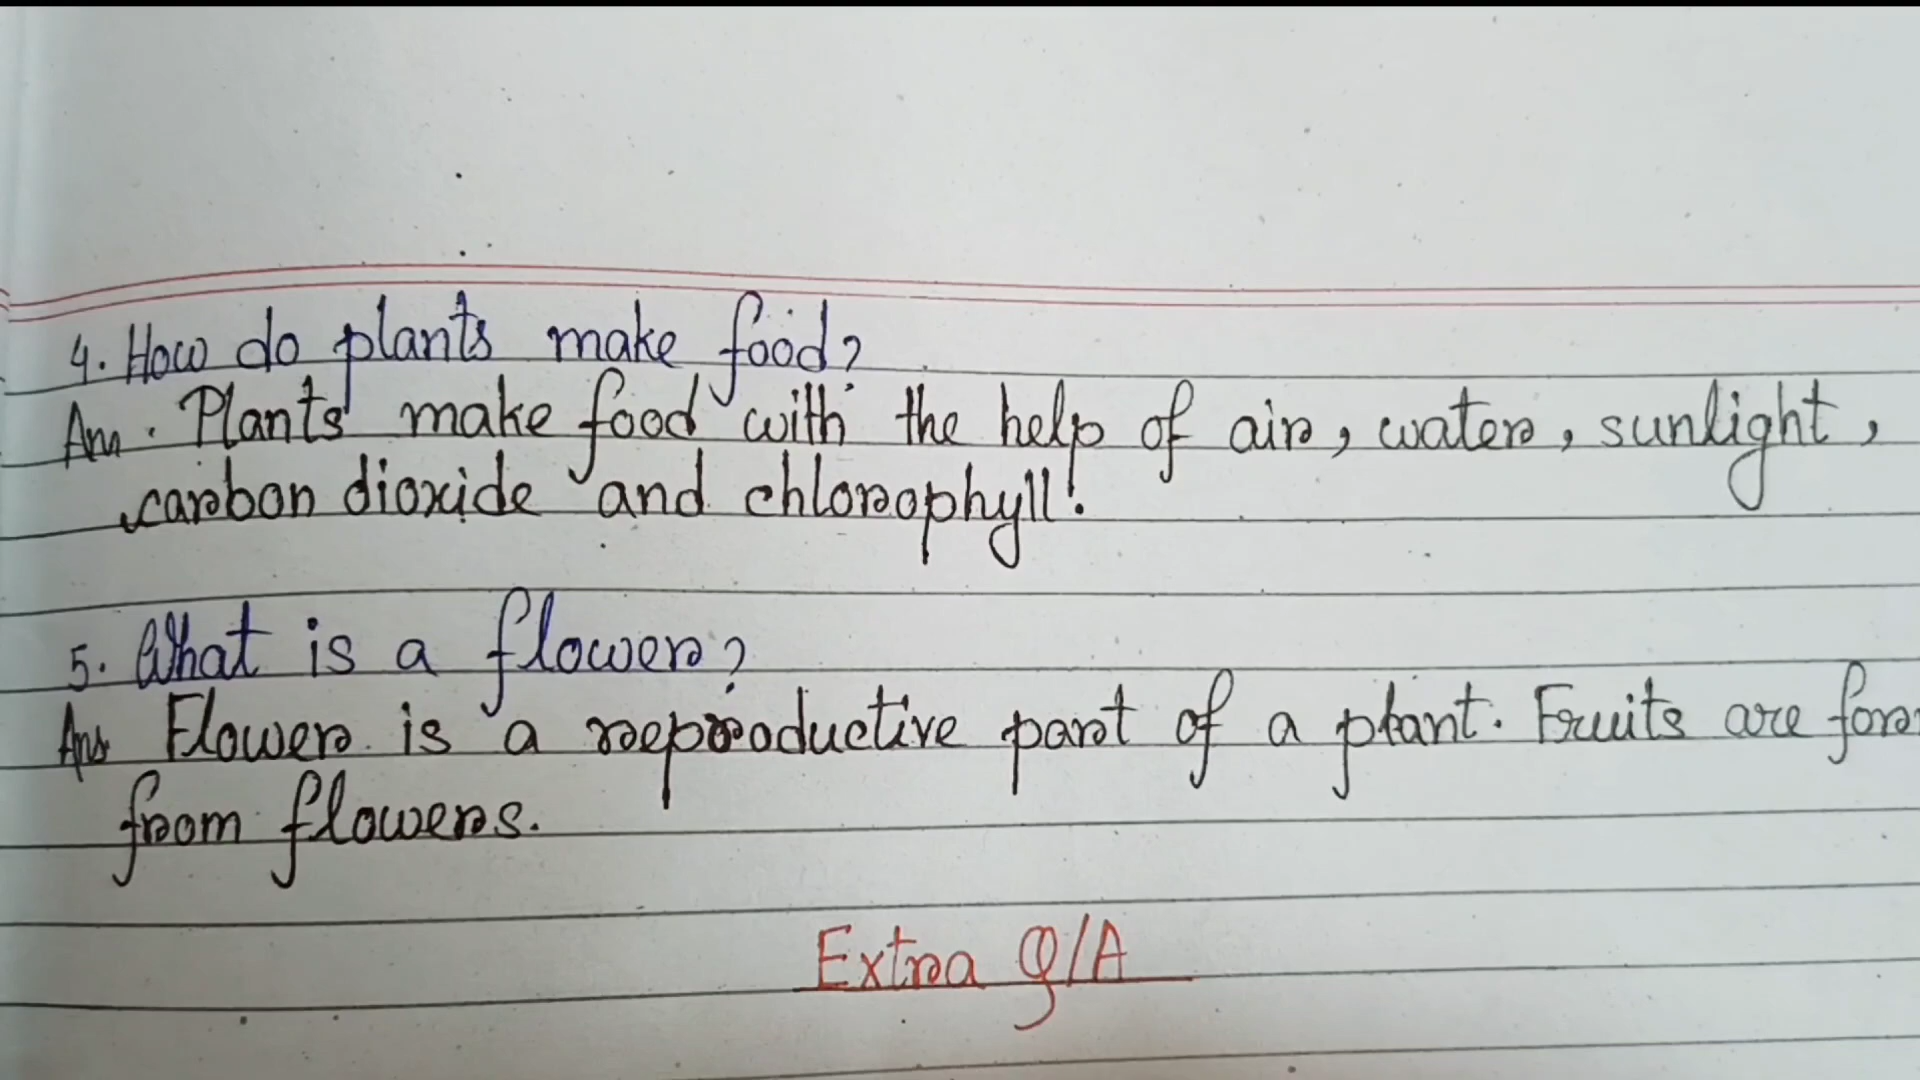 4. How do plants make food?
Ans. Plants make food with the help of air, water, sunlight,
carbon dioxide and chlorophyll.
5. What is a flower?
Ans Flower is a reproductive part of a plant. Fruits are
from flowers.
Extra Q/A